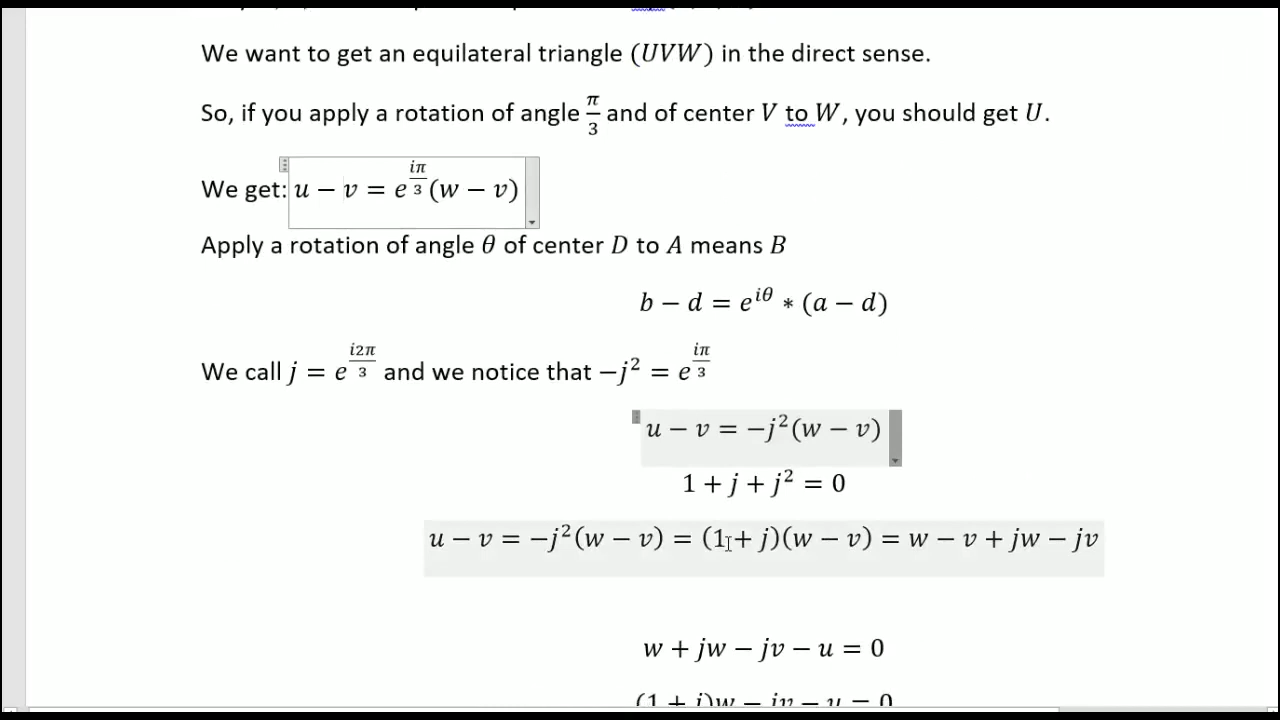 We want to get an equilateral triangle (UVW) in the direct sense.
So, if you apply a rotation of angle π/3 and of center V to W, you should get U.
We get: u − v = e^(iπ/3)(w − v)
Apply a rotation of angle θ of center D to A means B
b − d = e^(iθ) * (a − d)
We call j = e^(i2π/3) and we notice that −j² = e^(iπ/3)
u − v = −j²(w − v)
1 + j + j² = 0
u − v = −j²(w − v) = (1 + j)(w − v) = w − v + jw − jv
w + jw − jv − u = 0
(1 + j)w − jv − u = 0